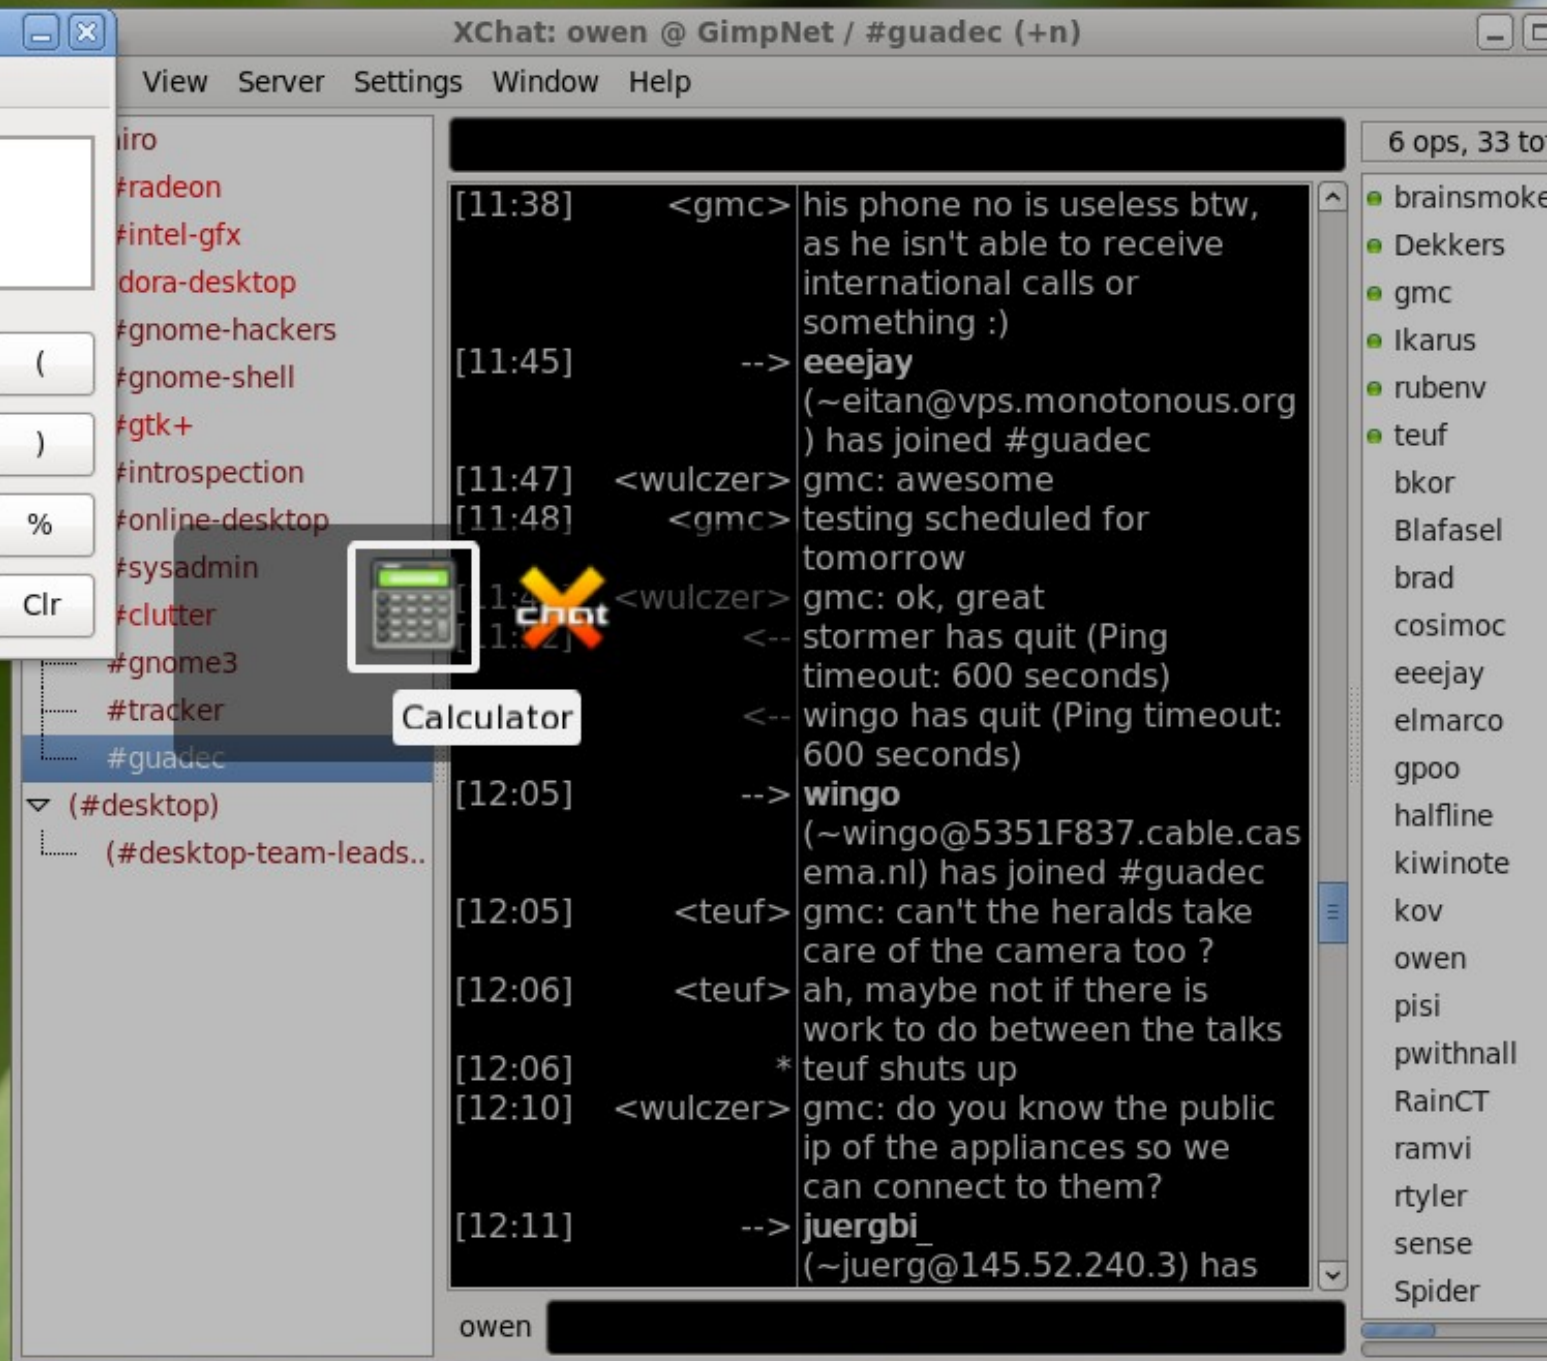 XChat: owen @ GimpNet / #guadec (+n)
View Server Settings Window Help
(
)
%
Clr
iro
#radeon
#intel-gfx
dora-desktop
#gnome-hackers
#gnome-shell
#gtk+
#introspection
#online-desktop
#sysadmin
#clutter
#gnome3
#tracker
#guadec
(#desktop)
(#desktop-team-leads..
chat
Calculator
[11:38] <gmc> his phone no is useless btw,
as he isn't able to receive
international calls or
something :)
[11:45] --> eeejay
(~eitan@vps.monotonous.org
) has joined #guadec
[11:47] <wulczer> gmc: awesome
[11:48] <gmc> testing scheduled for
tomorrow
<wulczer> gmc: ok, great
<-- stormer has quit (Ping
timeout: 600 seconds)
<-- wingo has quit (Ping timeout:
600 seconds)
[12:05] --> wingo
(~wingo@5351F837.cable.cas
ema.nl) has joined #guadec
[12:05] <teuf> gmc: can't the heralds take
care of the camera too ?
[12:06] <teuf> ah, maybe not if there is
work to do between the talks
[12:06] * teuf shuts up
[12:10] <wulczer> gmc: do you know the public
ip of the appliances so we
can connect to them?
[12:11] --> juergbi_
(~juerg@145.52.240.3) has
owen
6 ops, 33 to
brainsmoke
Dekkers
gmc
Ikarus
rubenv
teuf
bkor
Blafasel
brad
cosimoc
eeejay
elmarco
gpoo
halfline
kiwinote
kov
owen
pisi
pwithnall
RainCT
ramvi
rtyler
sense
Spider